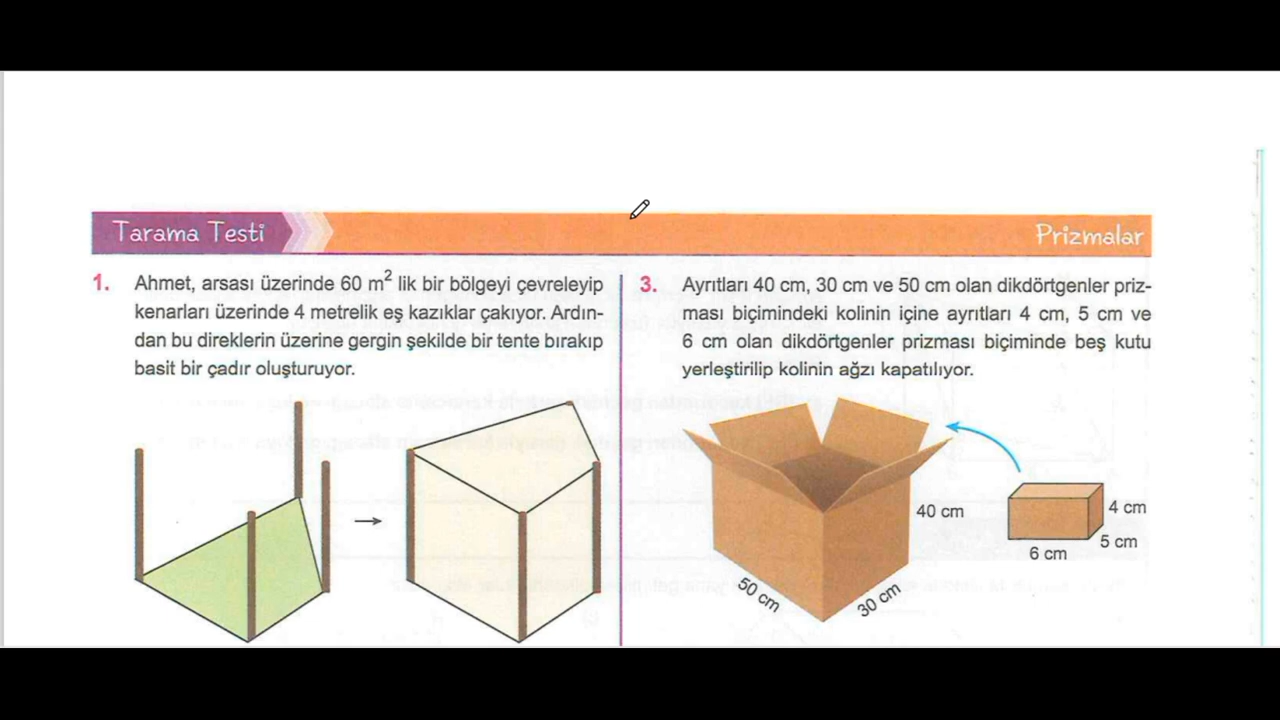 Tarama Testi
Prizmalar
1. Ahmet, arsası üzerinde 60 m² lik bir bölgeyi çevreleyip
kenarları üzerinde 4 metrelik eş kazıklar çakıyor. Ardın-
dan bu direklerin üzerine gergin şekilde bir tente bırakıp
basit bir çadır oluşturuyor.
3. Ayrıtları 40 cm, 30 cm ve 50 cm olan dikdörtgenler priz-
ması biçimindeki kolinin içine ayrıtları 4 cm, 5 cm ve
6 cm olan dikdörtgenler prizması biçiminde beş kutu
yerleştirilip kolinin ağzı kapatılıyor.
40 cm
50 cm
30 cm
4 cm
5 cm
6 cm